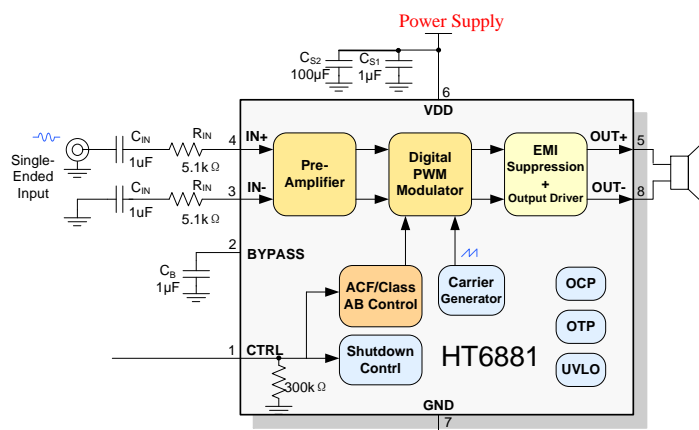 Power Supply
CS2
100µF
CS1
1µF
6
VDD
CIN
1uF
RIN
5.1kΩ
4
IN+
Single-
Ended
Input
CIN
1uF
RIN
5.1kΩ
3
IN-
Pre-
Amplifier
Digital
PWM
Modulator
EMI
Suppression
+
Output Driver
OUT+
5
OUT-
8
2
BYPASS
CB
1µF
ACF/Class
AB Control
Carrier
Generator
OCP
OTP
UVLO
1
CTRL
300kΩ
Shutdown
Contrl
HT6881
GND
7